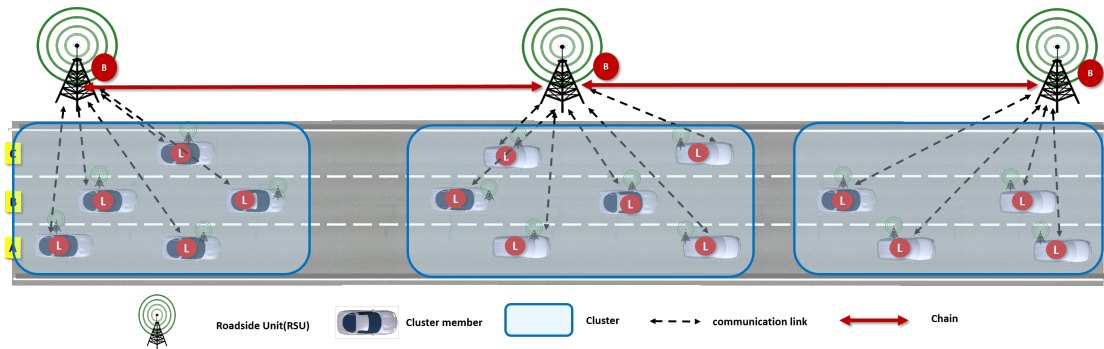 B
B
B
C
L
L
L
B
L
L
L
L
L
L
A
L
L
L
L
L
L
Roadside Unit(RSU)
Cluster member
Cluster
communication link
Chain